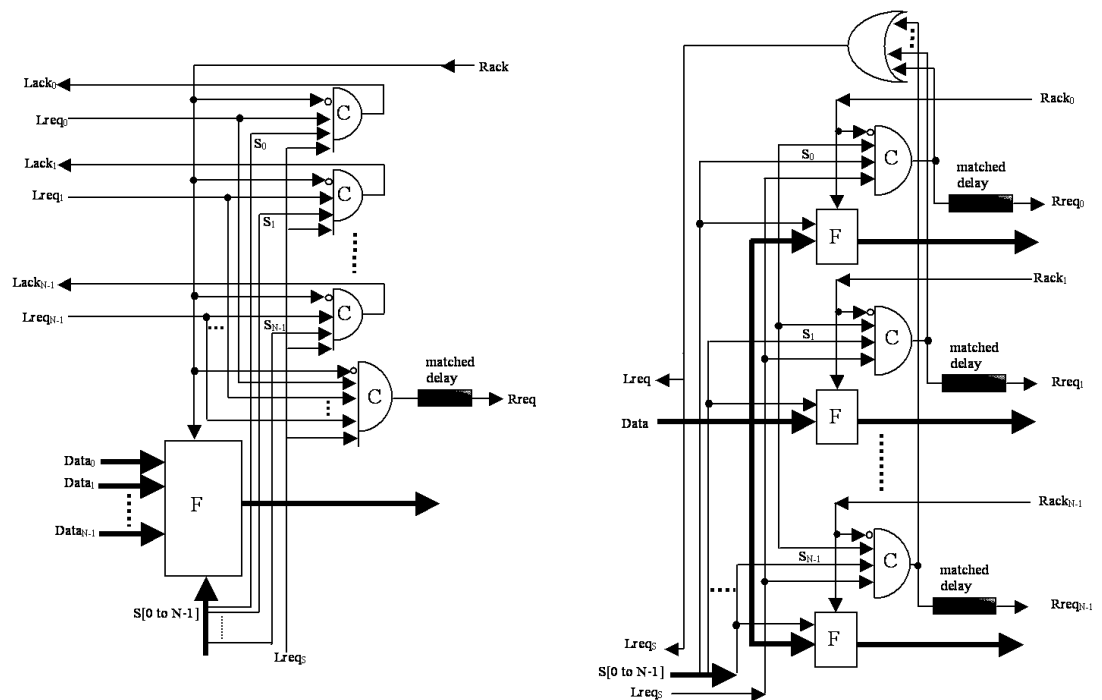 Rack
Lack0
C
Lreq0
S0
Lack1
C
Lreq1
S1
LackN-1
C
LreqN-1
SN-1
matched
delay
C
Rreq
Data0
Data1
F
DataN-1
S[0 to N-1]
LreqS
Rack0
C
S0
matched
delay
Rreq0
F
Rack1
C
S1
matched
delay
Lreq
Rreq1
Data
F
RackN-1
SN-1
C
matched
delay
RreqN-1
F
LreqS
S[0 to N-1]
LreqS